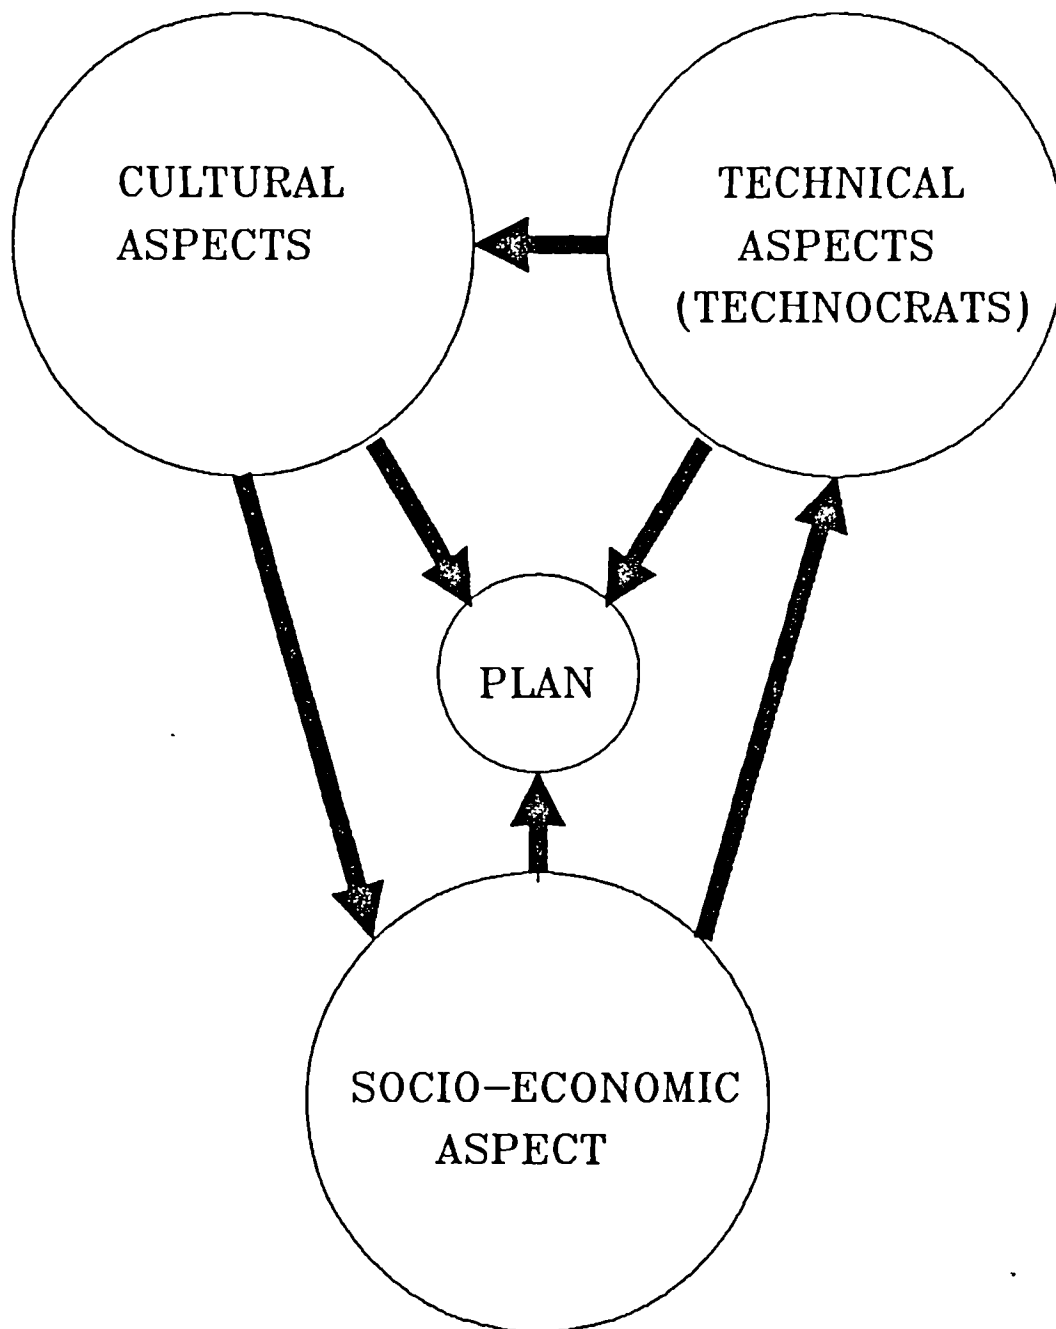 CULTURAL
ASPECTS
TECHNICAL
ASPECTS
(TECHNOCRATS)
PLAN
SOCIO-ECONOMIC
ASPECT